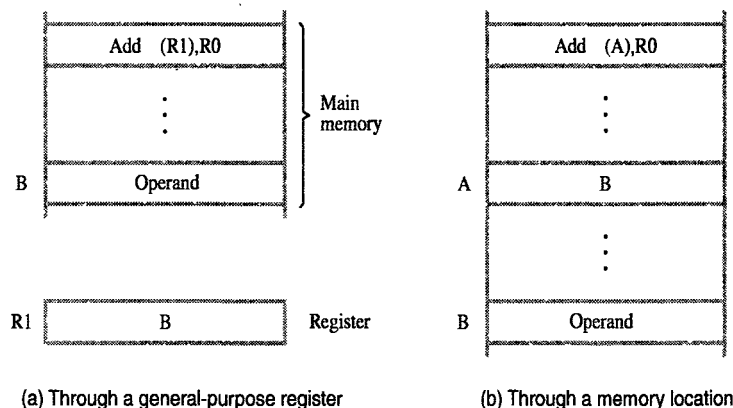 Add (R1),R0
Main
memory
B
Operand
R1
B
Register
(a) Through a general-purpose register
Add (A),R0
A
B
B
Operand
(b) Through a memory location